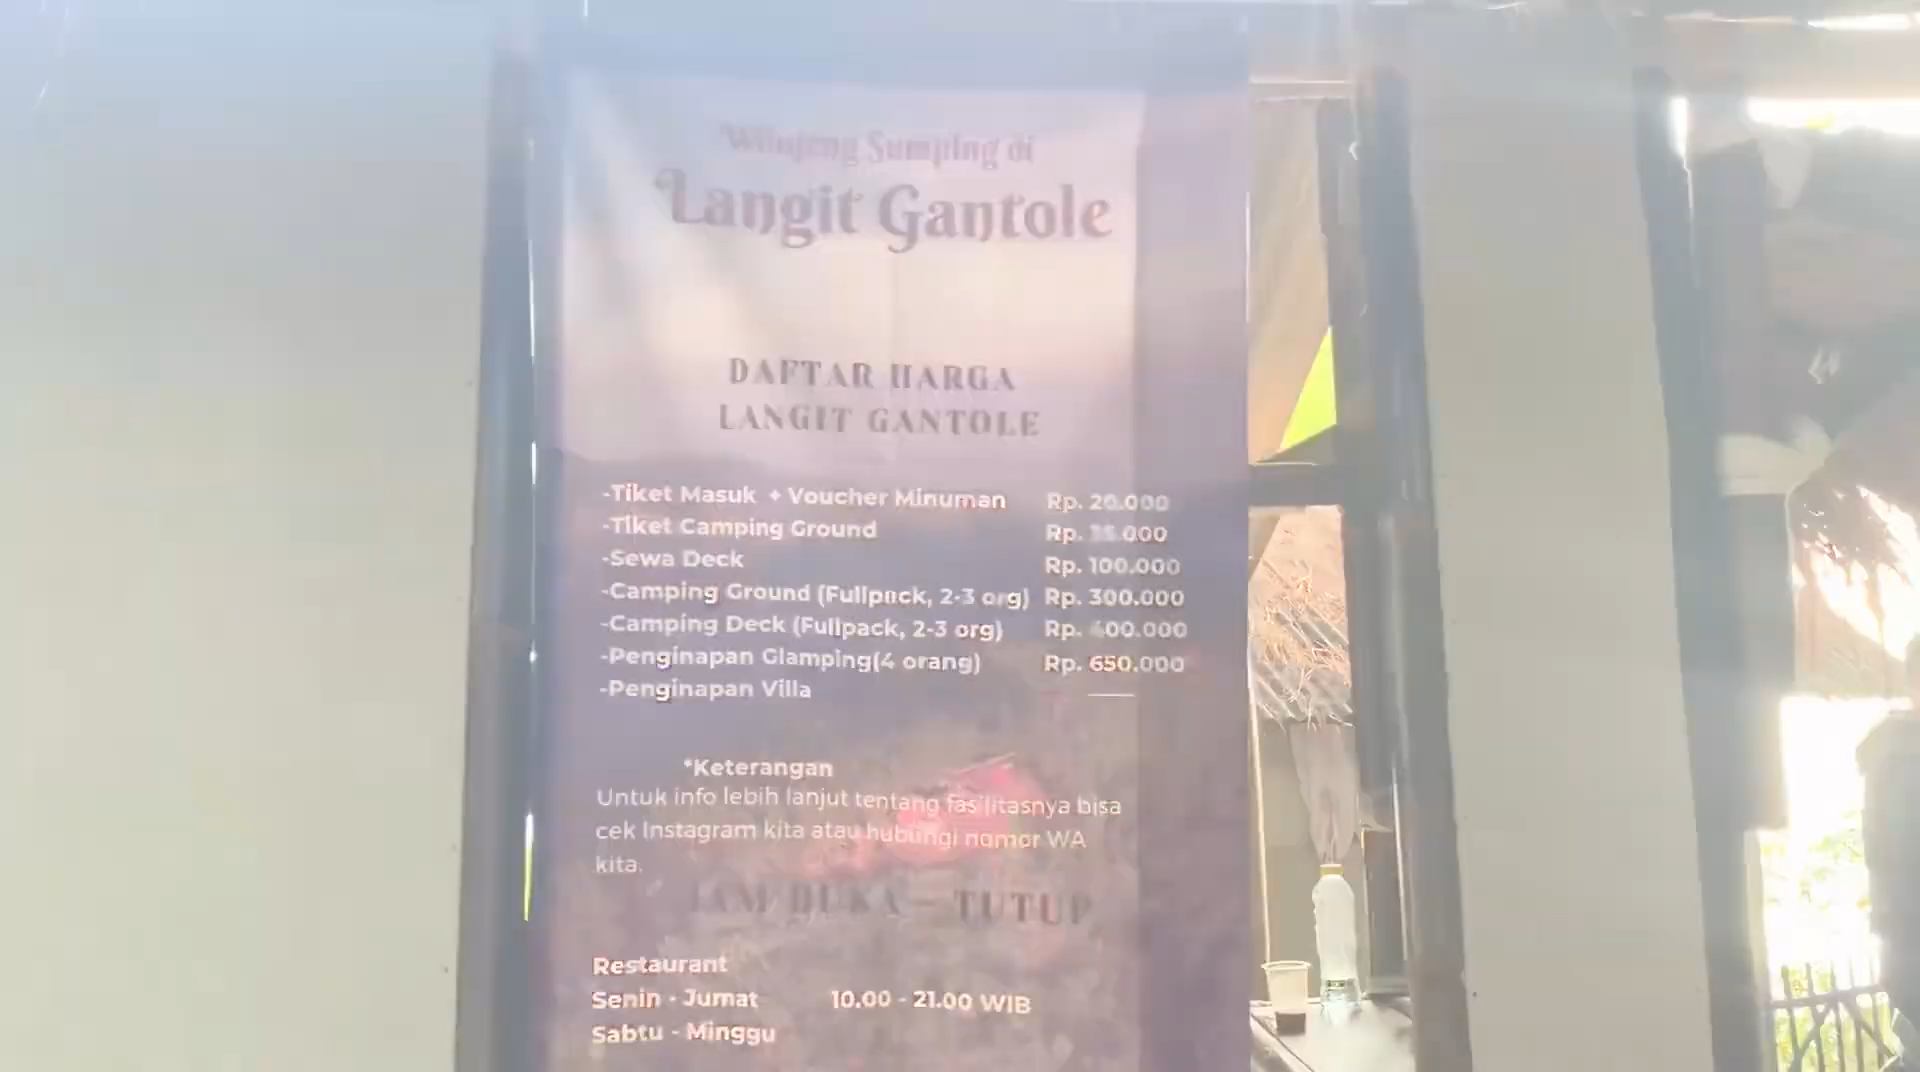 Wilujeng Sumping di
Langit Gantole
DAFTAR HARGA
LANGIT GANTOLE
-Tiket Masuk + Voucher Minuman Rp. 20.000
-Tiket Camping Ground Rp.
-Sewa Deck Rp. 100.000
-Camping Ground (Fullpack, 2-3 org) Rp. 300.000
-Camping Deck (Fullpack, 2-3 org) Rp. 400.000
-Penginapan Glamping(4 orang) Rp. 650.000
-Penginapan Villa
*Keterangan
Untuk info lebih lanjut tentang fasilitasnya bisa
cek Instagram kita atau hubungi nomor WA
kita.
JAM BUKA - TUTUP
Restaurant
Senin - Jumat 10.00 - 21.00 WIB
Sabtu - Minggu